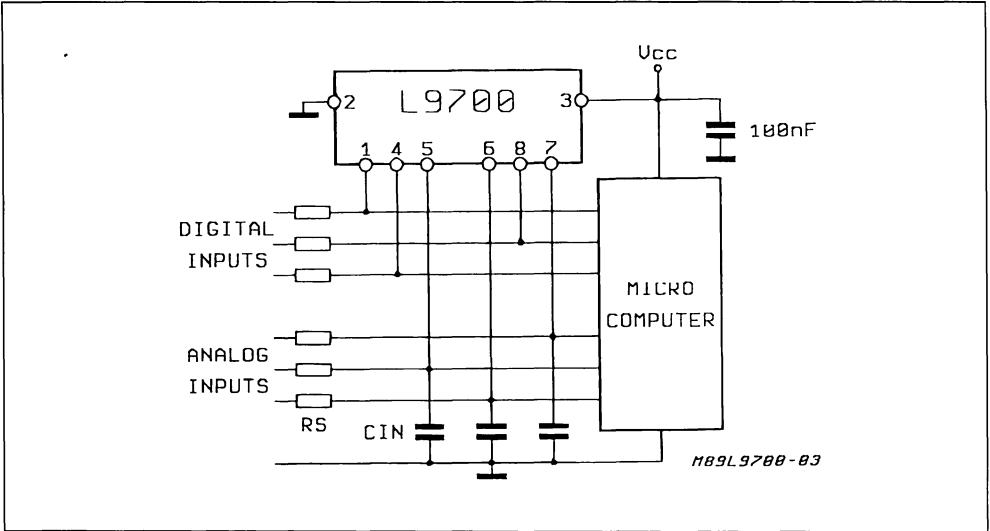 Vcc
2 L9700 3
100nF
1 4 5 6 8 7
DIGITAL
INPUTS
MICRO
COMPUTER
ANALOG
INPUTS
RS
CIN
M89L9700-03